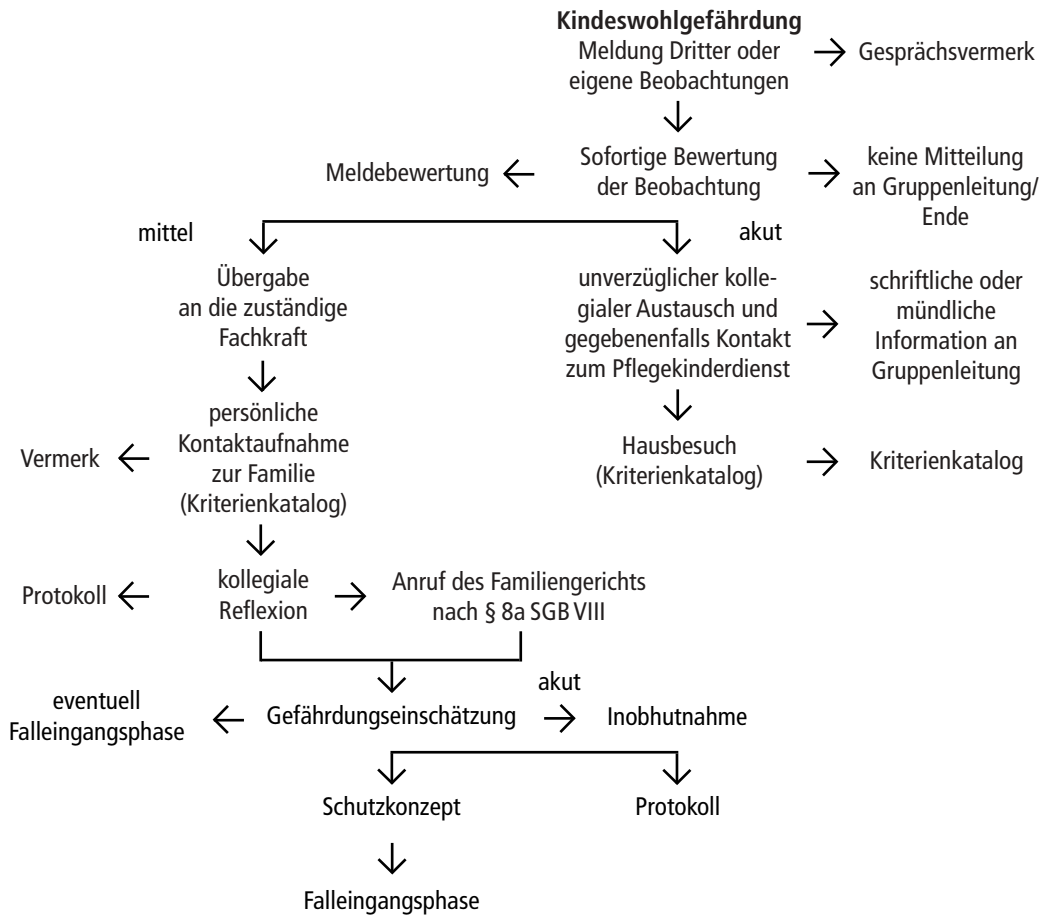 Kindeswohlgefährdung
Meldung Dritter oder
eigene Beobachtungen
Gesprächsvermerk
Meldebewertung
Sofortige Bewertung
der Beobachtung
keine Mitteilung
an Gruppenleitung/
Ende
mittel
akut
Übergabe
an die zuständige
Fachkraft
unverzüglicher kolle-
gialer Austausch und
gegebenenfalls Kontakt
zum Pflegekinderdienst
schriftliche oder
mündliche
Information an
Gruppenleitung
Vermerk
persönliche
Kontaktaufnahme
zur Familie
(Kriterienkatalog)
Hausbesuch
(Kriterienkatalog)
Kriterienkatalog
Protokoll
kollegiale
Reflexion
Anruf des Familiengerichts
nach § 8a SGB VIII
eventuell
Falleingangsphase
Gefährdungseinschätzung
akut
Inobhutnahme
Schutzkonzept
Protokoll
Falleingangsphase